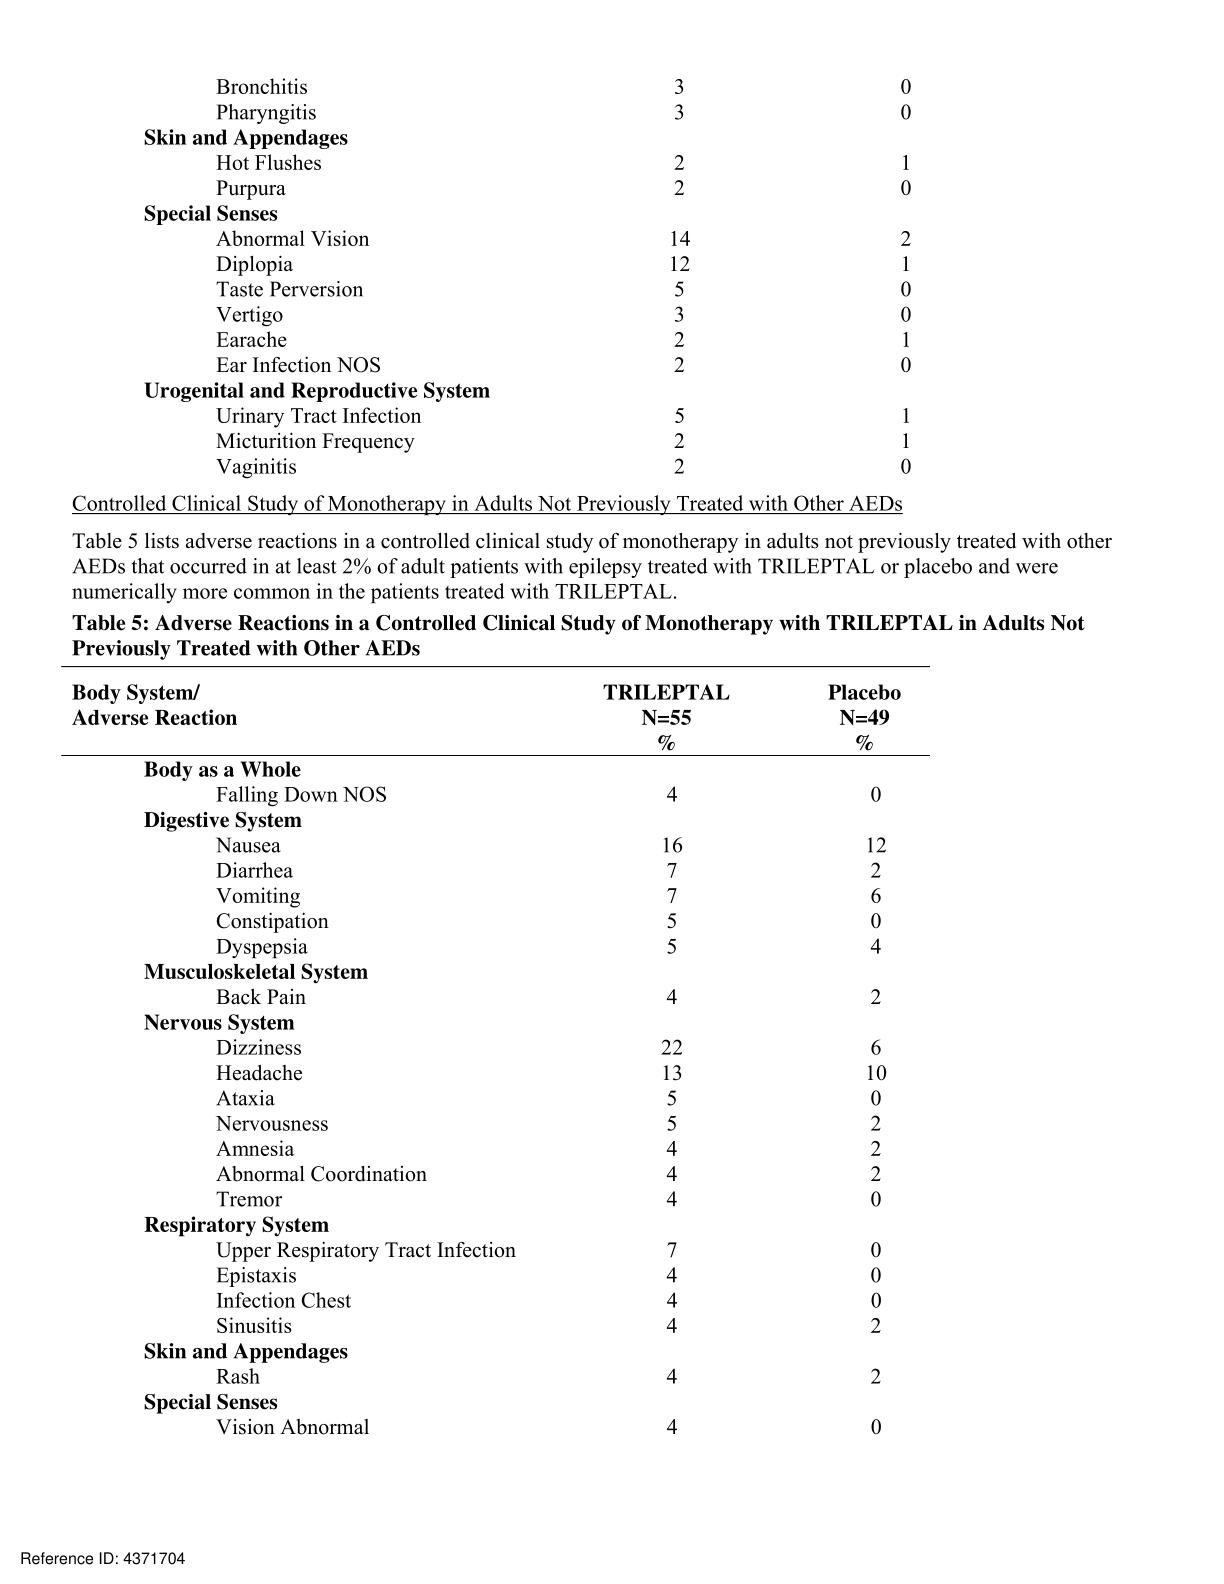 Bronchitis 3 0
Pharyngitis 3 0
Skin and Appendages
Hot Flushes 2 1
Purpura 2 0
Special Senses
Abnormal Vision 14 2
Diplopia 12 1
Taste Perversion 5 0
Vertigo 3 0
Earache 2 1
Ear Infection NOS 2 0
Urogenital and Reproductive System
Urinary Tract Infection 5 1
Micturition Frequency 2 1
Vaginitis 2 0
Controlled Clinical Study of Monotherapy in Adults Not Previously Treated with Other AEDs
Table 5 lists adverse reactions in a controlled clinical study of monotherapy in adults not previously treated with other
AEDs that occurred in at least 2% of adult patients with epilepsy treated with TRILEPTAL or placebo and were
numerically more common in the patients treated with TRILEPTAL.
Table 5: Adverse Reactions in a Controlled Clinical Study of Monotherapy with TRILEPTAL in Adults Not
Previously Treated with Other AEDs
Body System/ TRILEPTAL Placebo
Adverse Reaction N=55 N=49
% %
Body as a Whole
Falling Down NOS 4 0
Digestive System
Nausea 16 12
Diarrhea 7 2
Vomiting 7 6
Constipation 5 0
Dyspepsia 5 4
Musculoskeletal System
Back Pain 4 2
Nervous System
Dizziness 22 6
Headache 13 10
Ataxia 5 0
Nervousness 5 2
Amnesia 4 2
Abnormal Coordination 4 2
Tremor 4 0
Respiratory System
Upper Respiratory Tract Infection 7 0
Epistaxis 4 0
Infection Chest 4 0
Sinusitis 4 2
Skin and Appendages
Rash 4 2
Special Senses
Vision Abnormal 4 0
Reference ID: 4371704